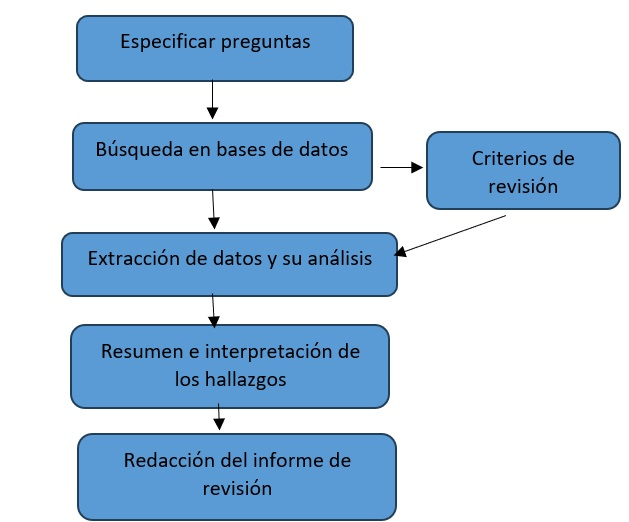 Especificar preguntas
Búsqueda en bases de datos
Criterios de
revisión
Extracción de datos y su análisis
Resumen e interpretación de
los hallazgos
Redacción del informe de
revisión